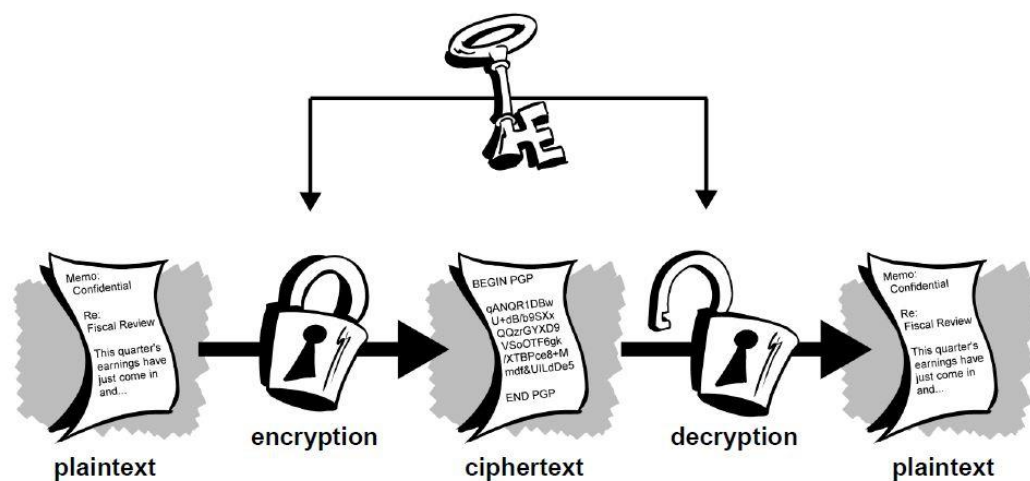 Memo:
Confidential
Re:
Fiscal Review
This quarter's
earnings have
just come in
and...
plaintext
encryption
BEGIN PGP
qANQR1DBw
U+dB/b9SXx
QQzrGYXD9
VSoOTF6gk
/XTBPce8+M
mdf&UILdDe5
END PGP
ciphertext
decryption
Memo:
Confidential
Re:
Fiscal Review
This quarter's
earnings have
just come in
and...
plaintext